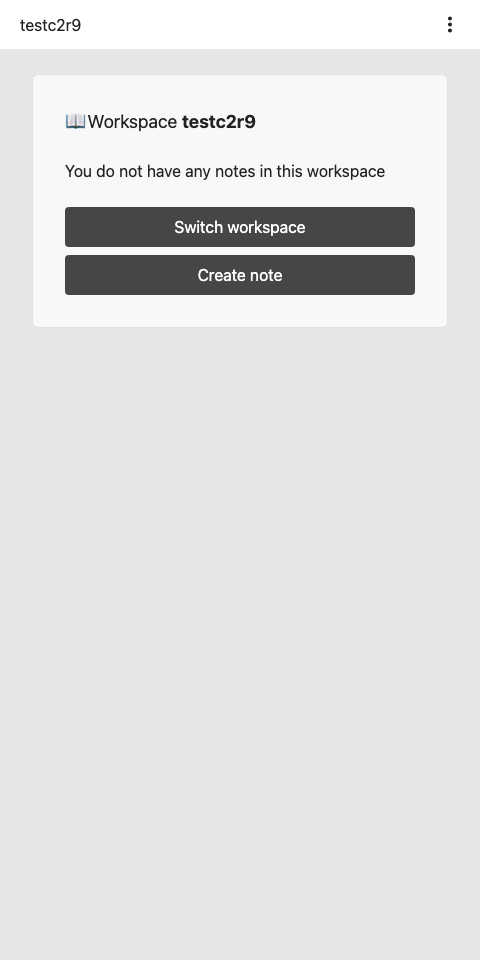 testc2r9
📖Workspace testc2r9
You do not have any notes in this workspace
Switch workspace
Create note